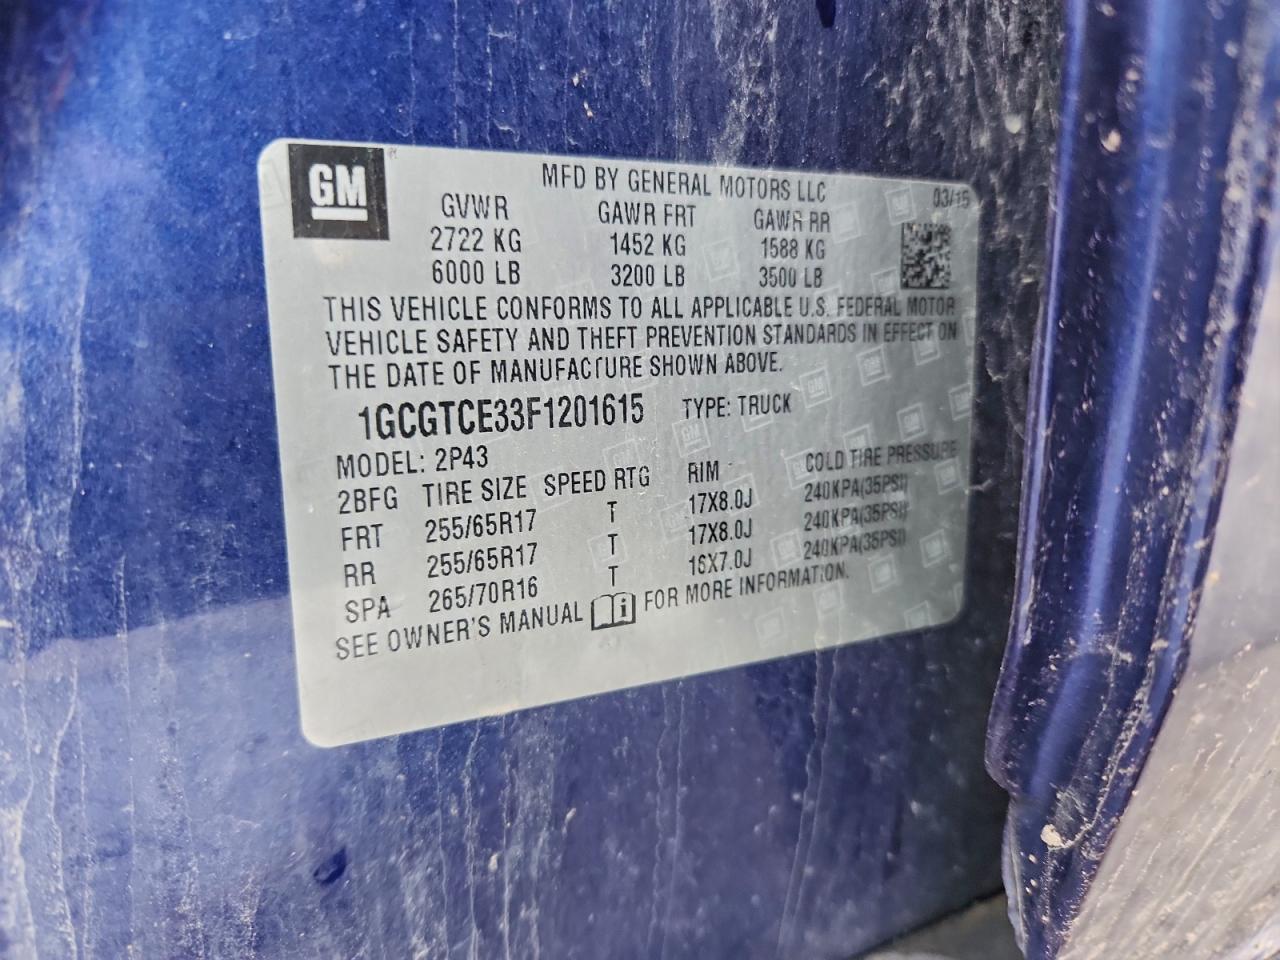 GM
MFD BY GENERAL MOTORS LLC 03/15
GVWR GAWR FRT GAWR RR
2722 KG 1452 KG 1588 KG
6000 LB 3200 LB 3500 LB
THIS VEHICLE CONFORMS TO ALL APPLICABLE U.S. FEDERAL MOTOR
VEHICLE SAFETY AND THEFT PREVENTION STANDARDS IN EFFECT ON
THE DATE OF MANUFACTURE SHOWN ABOVE.
1GCGTCE33F1201615 TYPE: TRUCK
MODEL: 2P43
2BFG TIRE SIZE SPEED RTG RIM COLD TIRE PRESSURE
FRT 255/65R17 T 17X8.0J 240KPA(35PSI)
RR 255/65R17 T 17X8.0J 240KPA(35PSI)
SPA 265/70R16 T 16X7.0J 240KPA(35PSI)
SEE OWNER'S MANUAL FOR MORE INFORMATION.